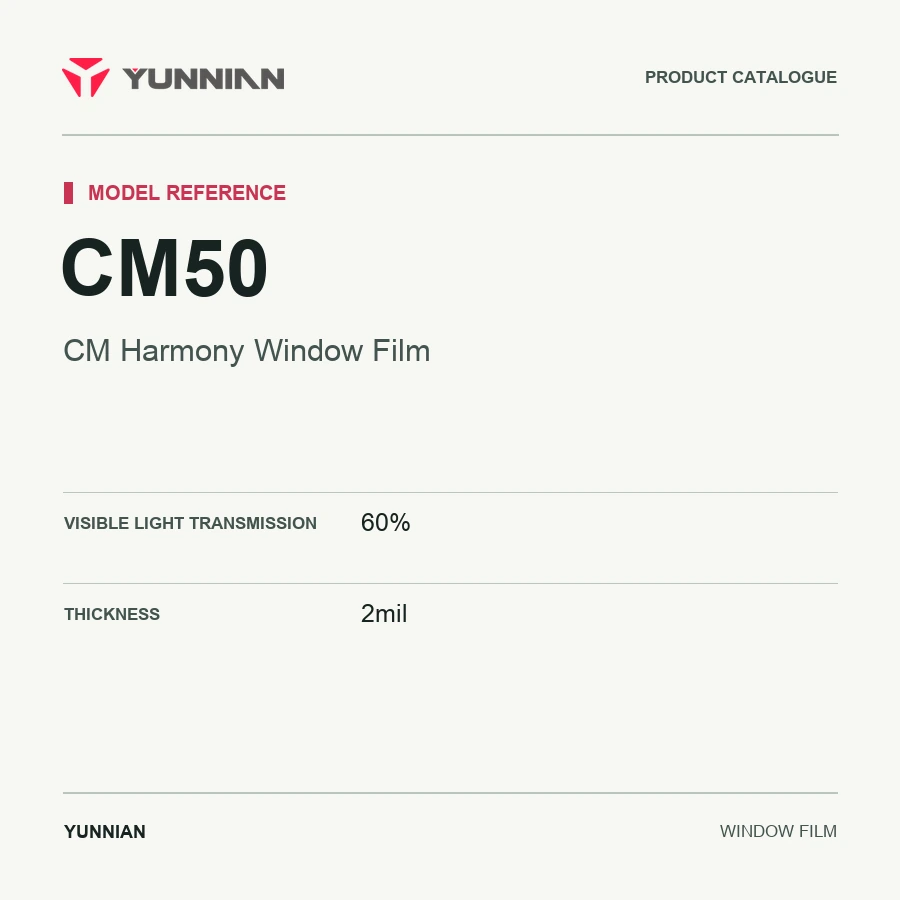 YUNNIAN
PRODUCT CATALOGUE
MODEL REFERENCE
CM50
CM Harmony Window Film
VISIBLE LIGHT TRANSMISSION 60%
THICKNESS 2mil
YUNNIAN
WINDOW FILM